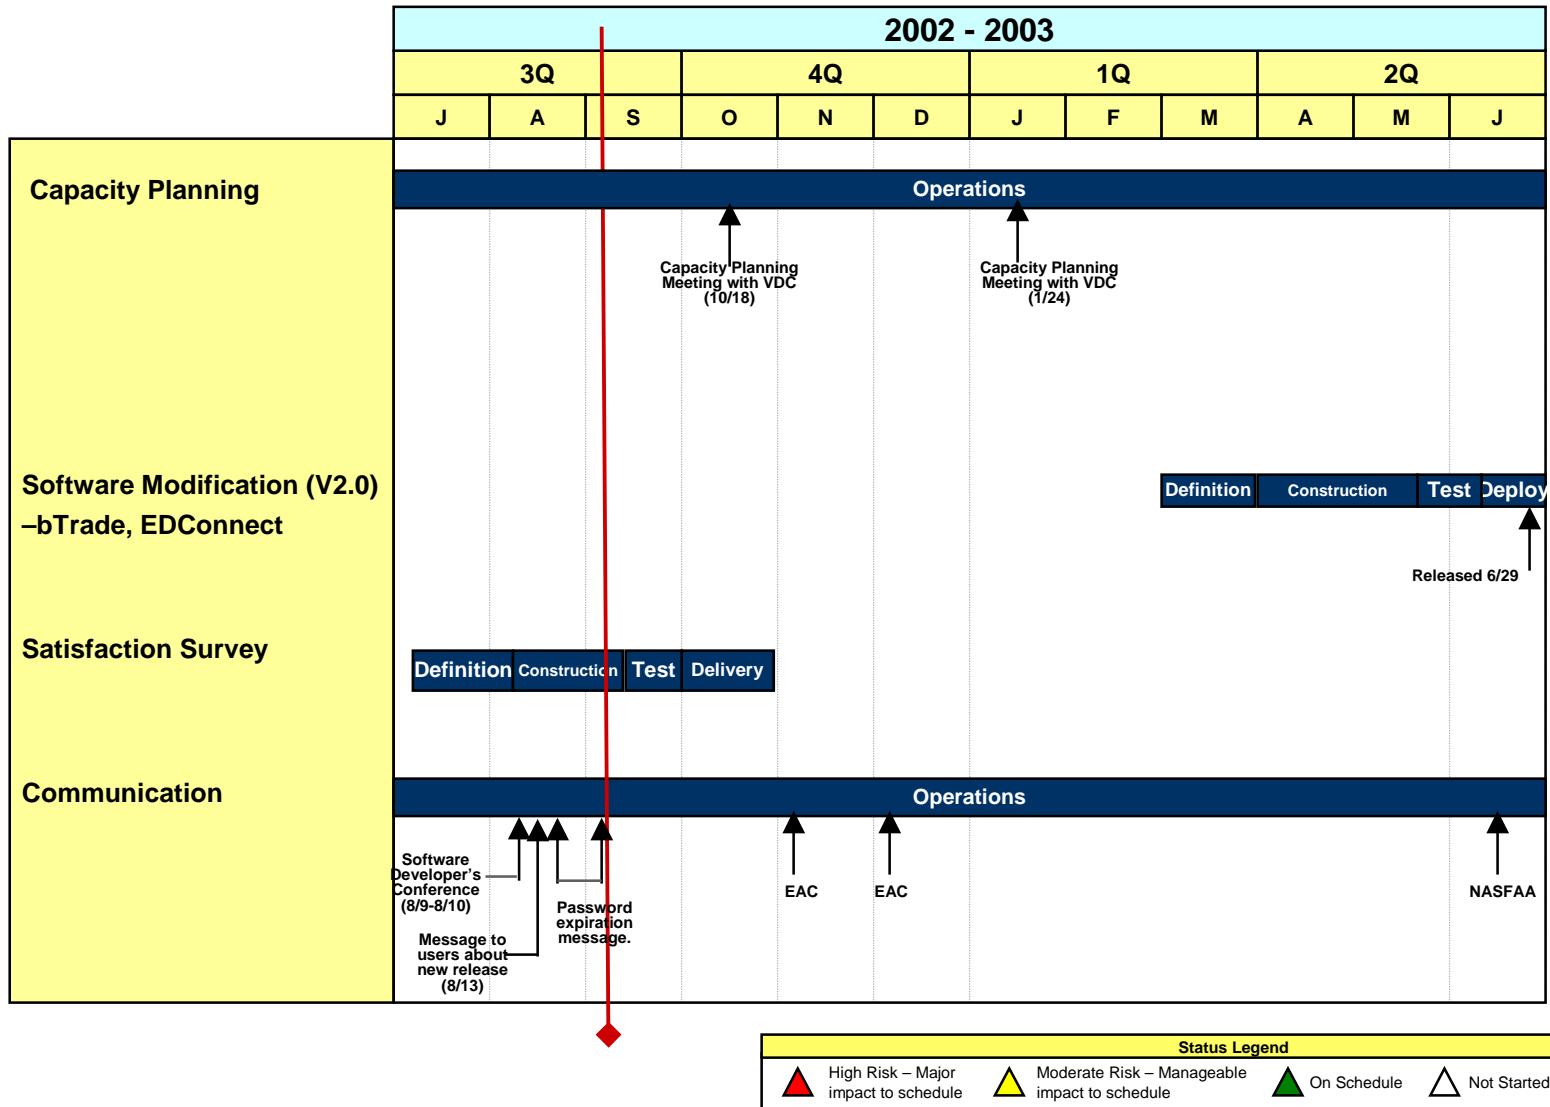 2002 - 2003
3Q 4Q 1Q 2Q
J A S O N D J F M A M J
Capacity Planning
Operations
Capacity Planning
Meeting with VDC
(10/18)
Capacity Planning
Meeting with VDC
(1/24)
Software Modification (V2.0)
–bTrade, EDConnect
Definition Construction Test Deploy
Released 6/29
Satisfaction Survey
Definition Construction Test Delivery
Communication
Operations
Software
Developer's
Conference
(8/9-8/10)
Message to
users about
new release
(8/13)
Password
expiration
message.
EAC
EAC
NASFAA
Status Legend
High Risk – Major
impact to schedule
Moderate Risk – Manageable
impact to schedule
On Schedule
Not Started